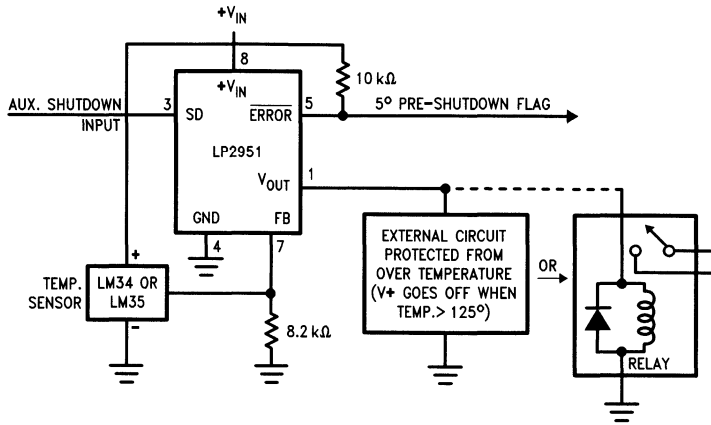 +V_IN
8
10 kΩ
AUX. SHUTDOWN
INPUT
3
SD
+V_IN
ERROR
5
5º PRE-SHUTDOWN FLAG
LP2951
V_OUT
1
GND
FB
4
7
TEMP.
SENSOR
+
LM34 OR
LM35
-
8.2 kΩ
EXTERNAL CIRCUIT
PROTECTED FROM
OVER TEMPERATURE
(V+ GOES OFF WHEN
TEMP.> 125º)
OR
RELAY